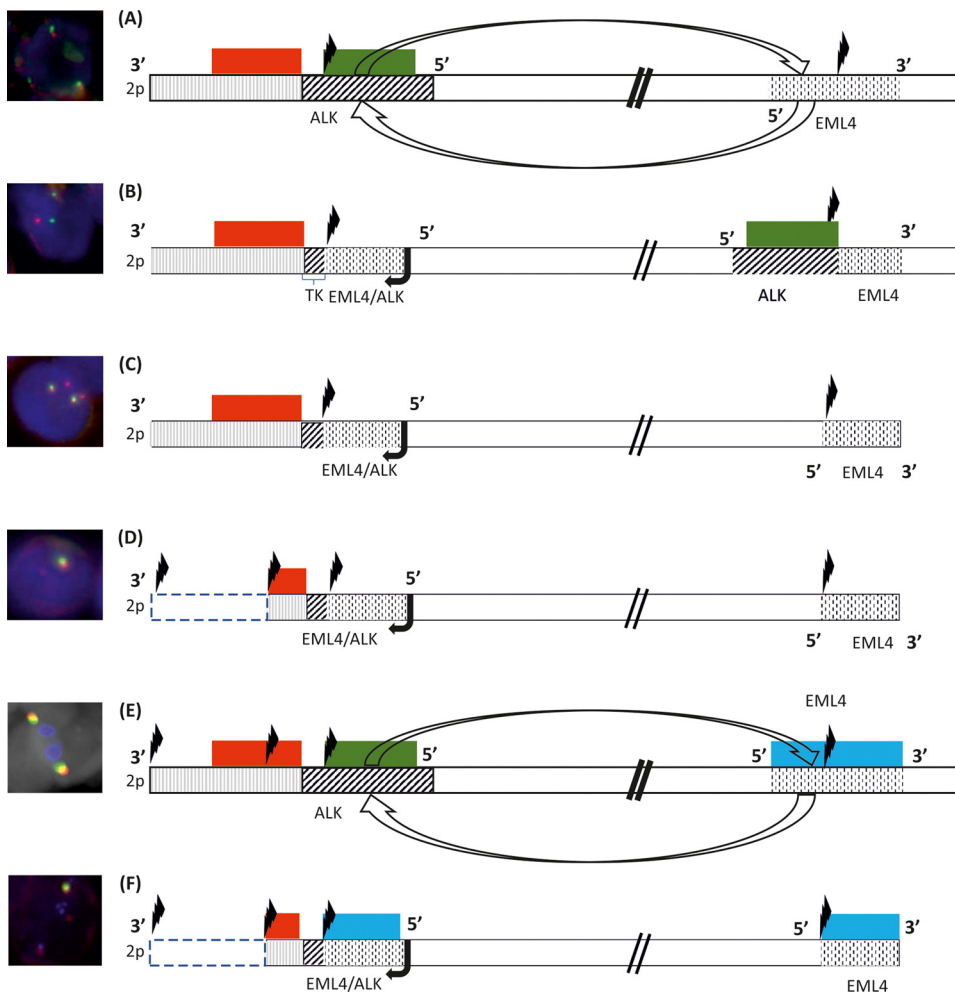 (A)
3’ 5’ 3’
2p
ALK 5’ EML4
(B)
3’ 5’ 5’ 3’
2p
TK EML4/ALK ALK EML4
(C)
3’ 5’
2p
EML4/ALK 5’ EML4 3’
(D)
3’ 5’
2p
EML4/ALK 5’ EML4 3’
(E) EML4
3’ 5’ 5’ 3’
2p
ALK
(F)
3’ 5’ 5’ 3’
2p
EML4/ALK EML4